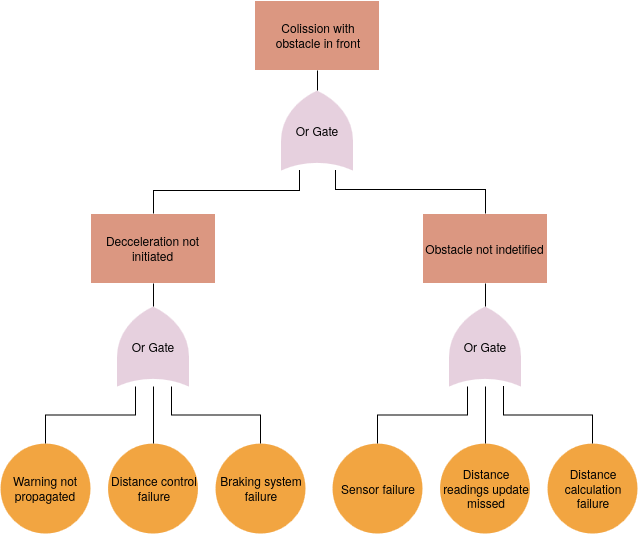 Colission with
obstacle in front
Or Gate
Decceleration not
initiated
Obstacle not indetified
Or Gate
Or Gate
Warning not
propagated
Distance control
failure
Braking system
failure
Sensor failure
Distance
readings update
missed
Distance
calculation
failure